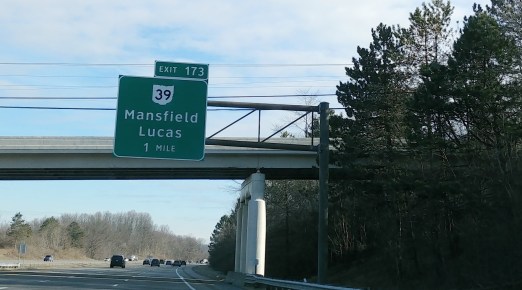 EXIT 173
39
Mansfield
Lucas
1 MILE